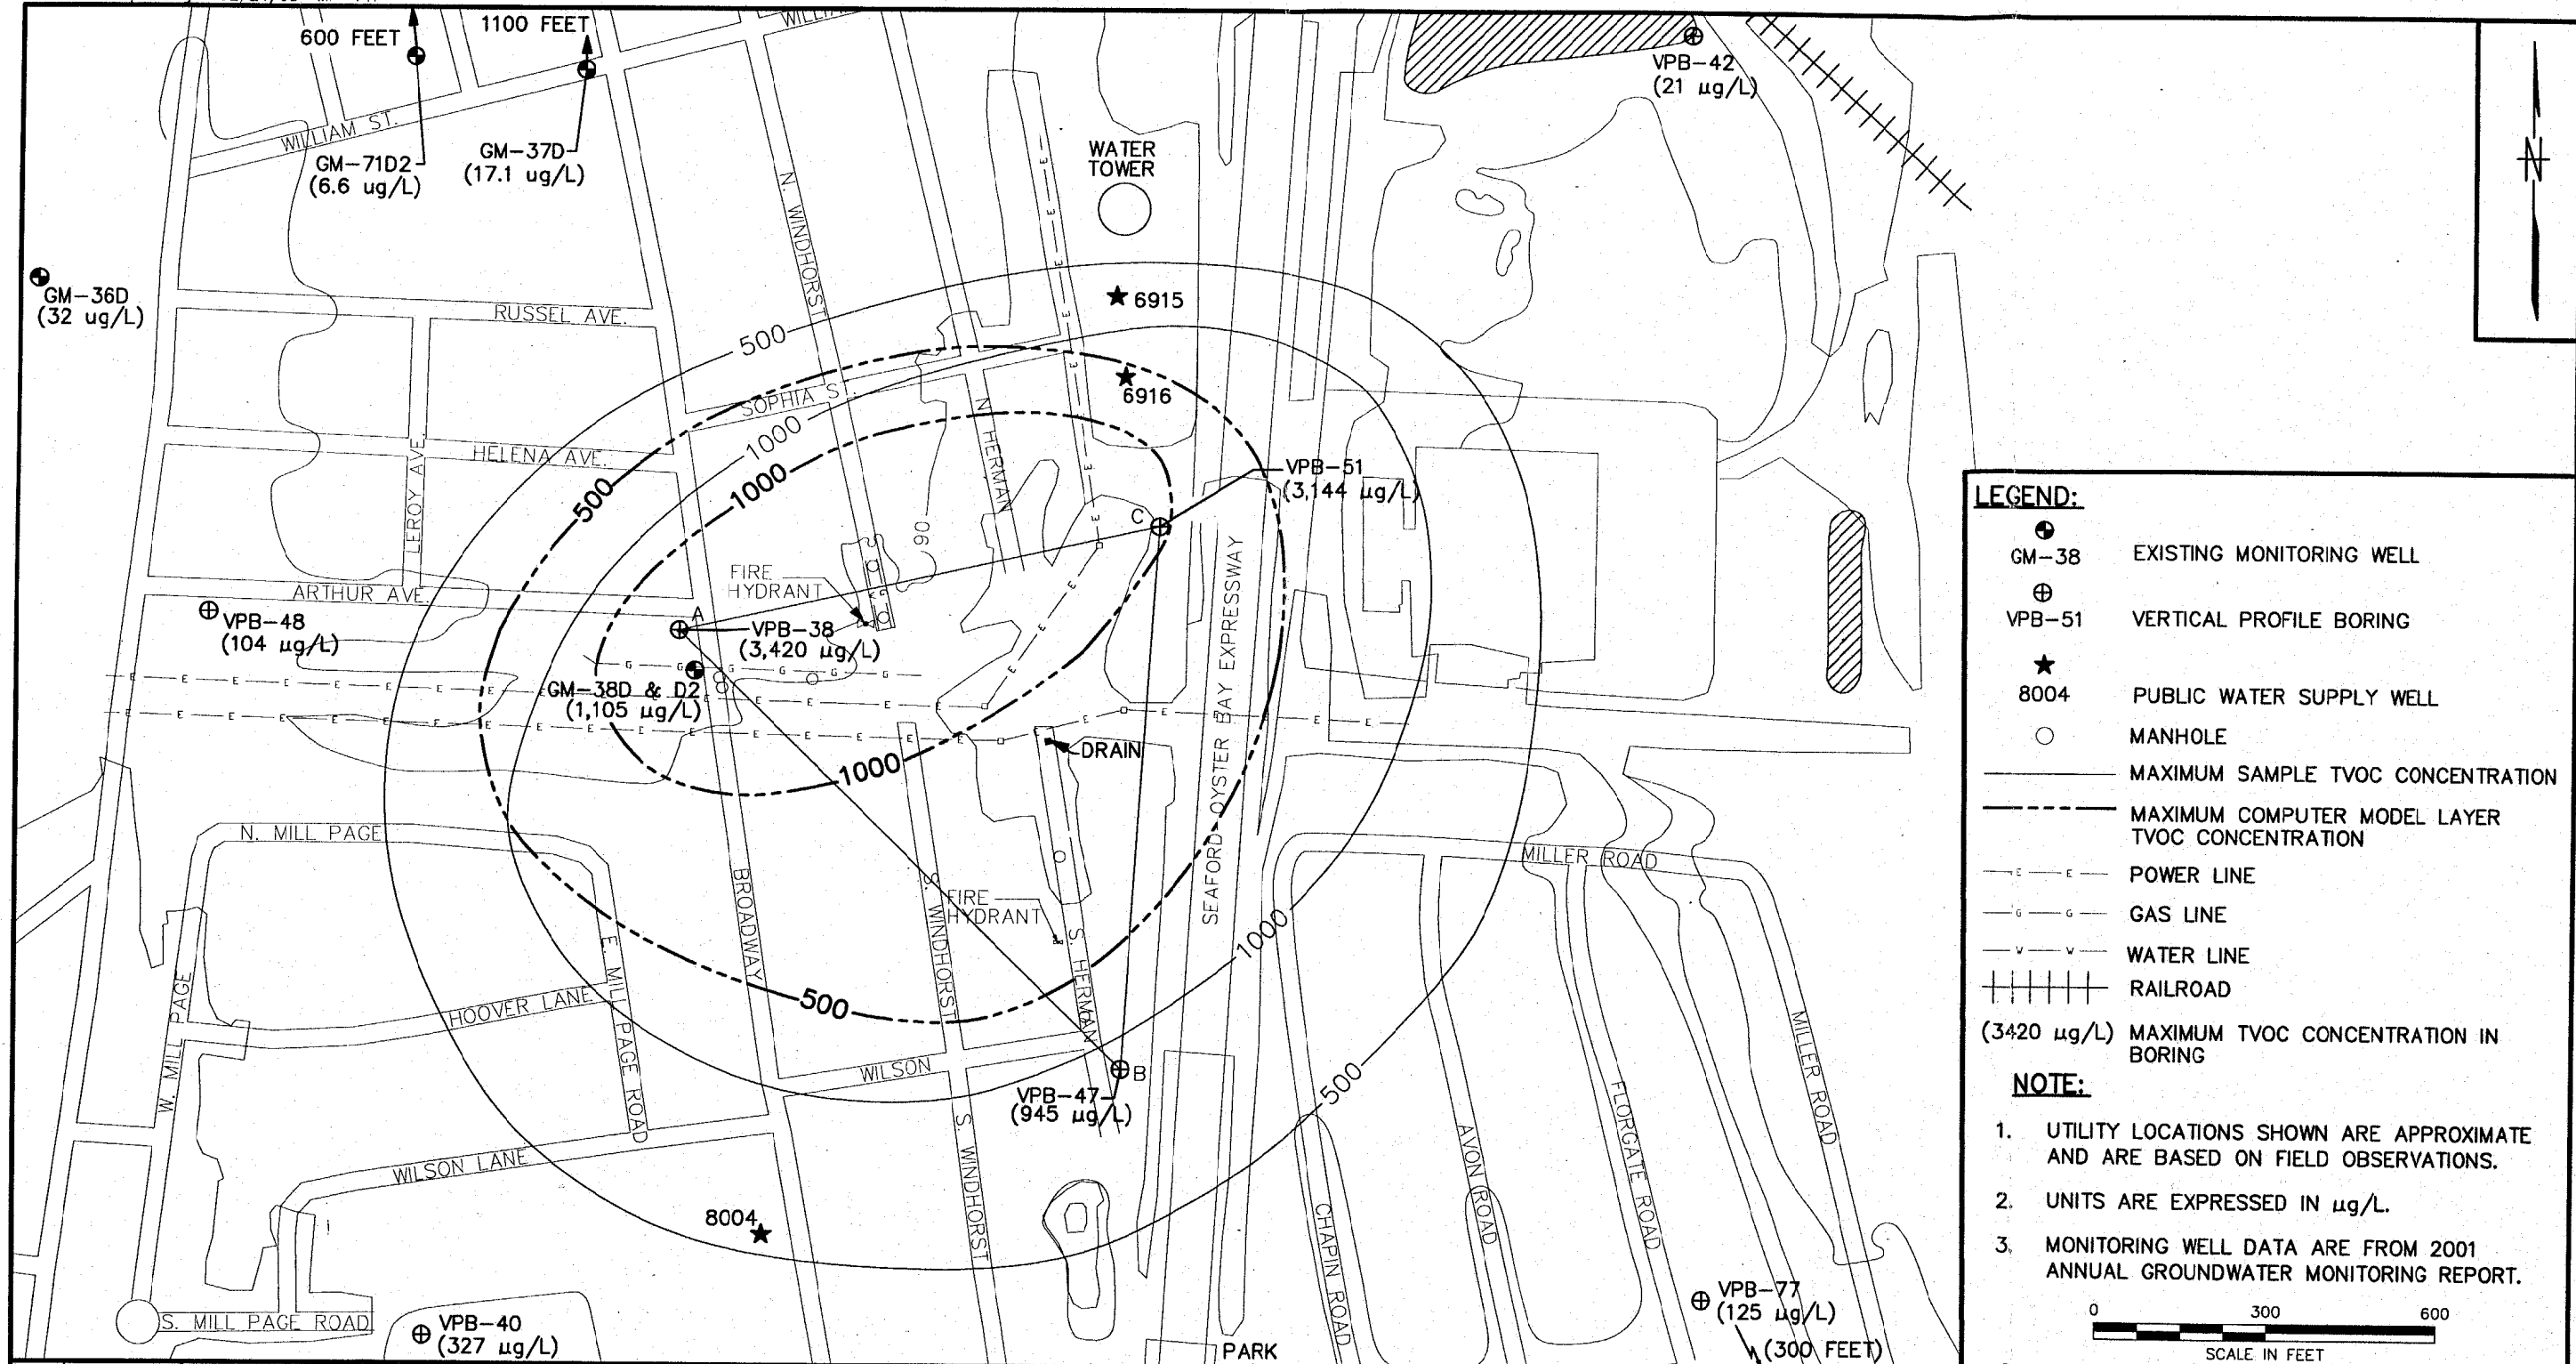 600 FEET
1100 FEET
WILLIAM ST.
GM-71D2
(6.6 ug/L)
GM-37D
(17.1 ug/L)
N. WINDHORST
WATER
TOWER
VPB-42
(21 µg/L)
N
GM-36D
(32 ug/L)
RUSSEL AVE.
500
6915
SOPHIA S
1000
6916
N HERMAN
HELENA AVE.
LEROY AVE.
500
1000
VPB-51
(3,144 µg/L)
C
90
FIRE
HYDRANT
ARTHUR AVE.
A
VPB-48
(104 µg/L)
VPB-38
(3,420 µg/L)
GM-38D & D2
(1,105 µg/L)
SEAFORD OYSTER BAY EXPRESSWAY
DRAIN
1000
N. MILL PAGE
BROADWAY
S. WINDHORST
FIRE
HYDRANT
S. HERMAN
1000
MILLER ROAD
E. MILL PAGE ROAD
W. MILL PAGE
HOOVER LANE
500
WILSON
B
VPB-47
(945 µg/L)
500
MILLER ROAD
FLORGATE ROAD
AVON ROAD
CHAPIN ROAD
S. WINDHORST
WILSON LANE
8004
S. MILL PAGE ROAD
VPB-40
(327 µg/L)
PARK
VPB-77
(125 µg/L)
(300 FEET)
LEGEND:
GM-38 EXISTING MONITORING WELL
VPB-51 VERTICAL PROFILE BORING
8004 PUBLIC WATER SUPPLY WELL
MANHOLE
MAXIMUM SAMPLE TVOC CONCENTRATION
MAXIMUM COMPUTER MODEL LAYER
TVOC CONCENTRATION
E E POWER LINE
G G GAS LINE
W W WATER LINE
RAILROAD
(3420 µg/L) MAXIMUM TVOC CONCENTRATION IN
BORING
NOTE:
1. UTILITY LOCATIONS SHOWN ARE APPROXIMATE
AND ARE BASED ON FIELD OBSERVATIONS.
2. UNITS ARE EXPRESSED IN µg/L.
3. MONITORING WELL DATA ARE FROM 2001
ANNUAL GROUNDWATER MONITORING REPORT.
0 300 600
SCALE IN FEET